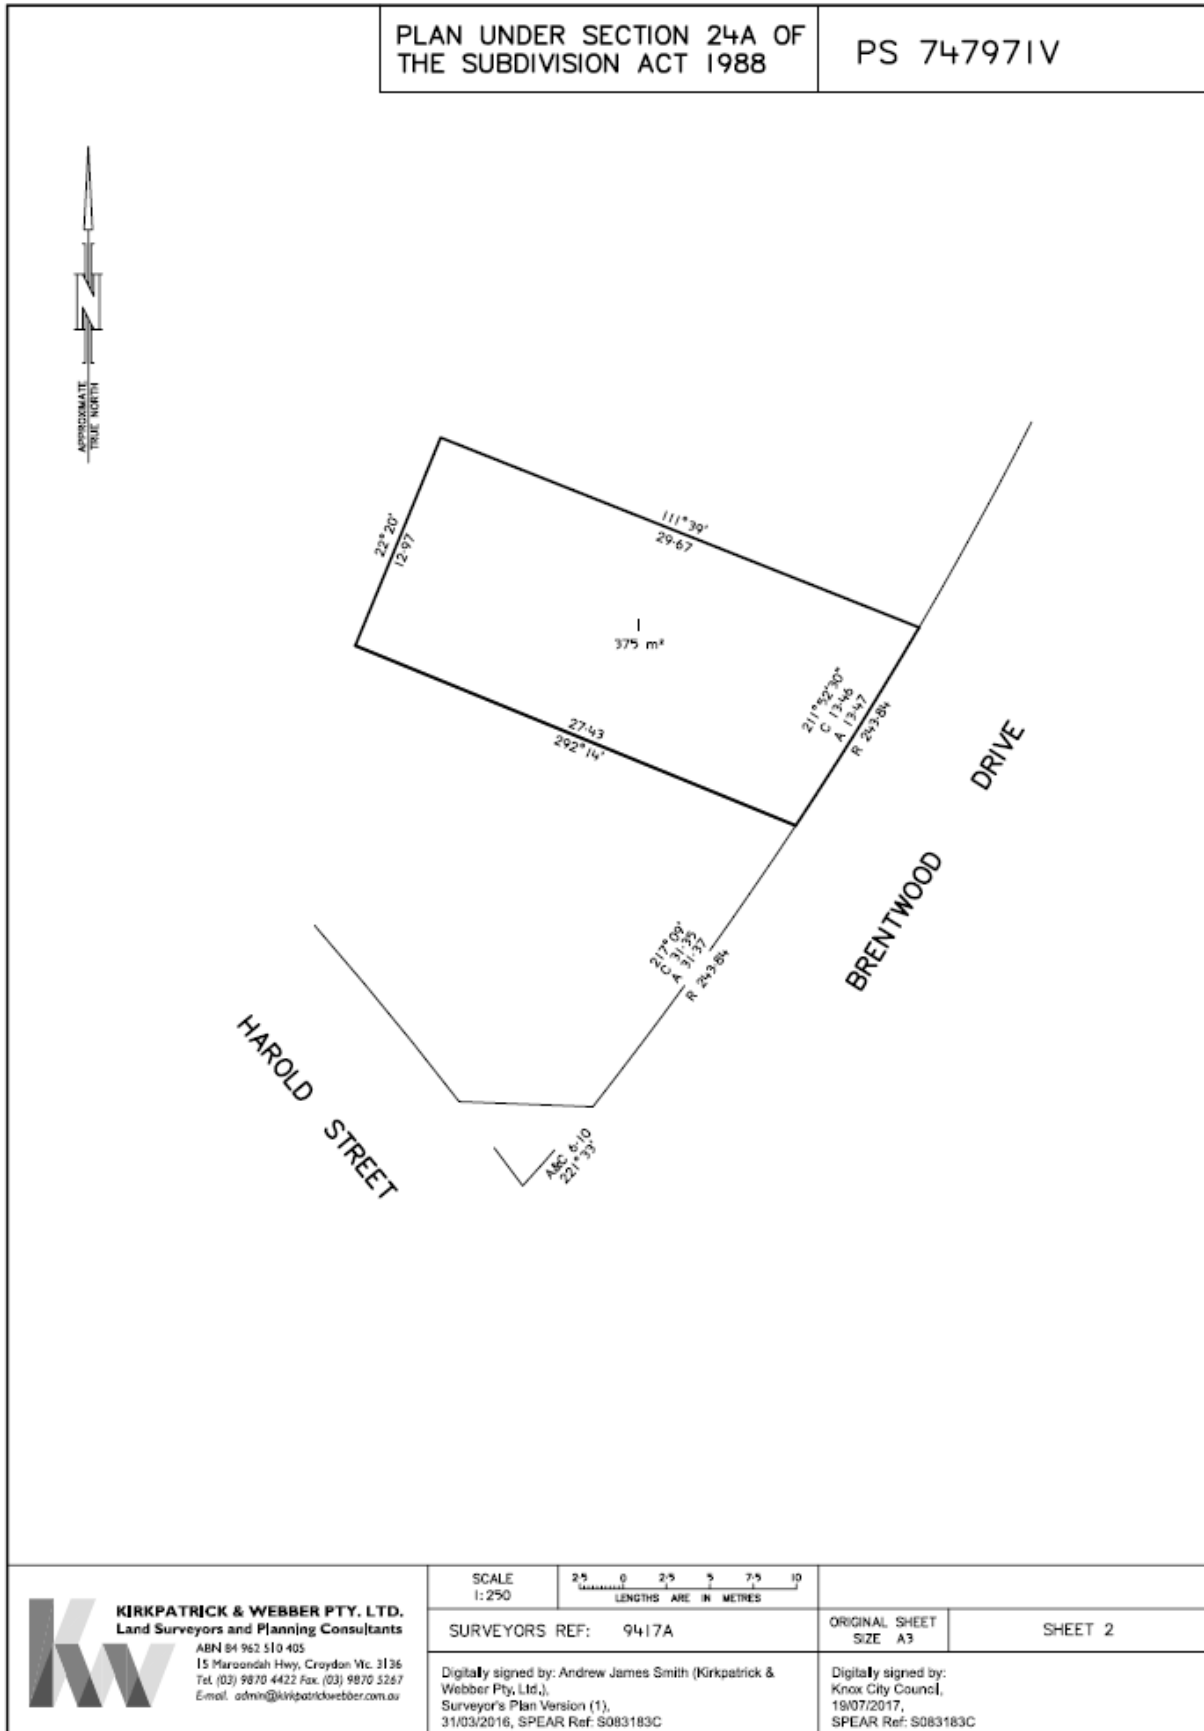 PLAN UNDER SECTION 24A OF
THE SUBDIVISION ACT 1988
PS 747971V
N
APPROXIMATE
TRUE NORTH
111°39'
29·67
22°20'
12·97
1
375 m²
211°52'30"
C 13·46
A 13·47
R 243·84
27·43
292°14'
DRIVE
BRENTWOOD
217°09'
C 31·35
A 31·37
R 243·84
HAROLD STREET
A&C 6·10
221°33'
KIRKPATRICK & WEBBER PTY. LTD.
Land Surveyors and Planning Consultants
ABN 84 962 510 405
15 Maroondah Hwy, Croydon Vic. 3136
Tel. (03) 9870 4422 Fax. (03) 9870 5267
E-mail. admin@kirkpatrickwebber.com.au
SCALE
1:250
2·5 0 2·5 5 7·5 10
LENGTHS ARE IN METRES
SURVEYORS REF: 9417A
ORIGINAL SHEET
SIZE A3
SHEET 2
Digitally signed by: Andrew James Smith (Kirkpatrick &
Webber Pty, Ltd.),
Surveyor's Plan Version (1),
31/03/2016, SPEAR Ref: S083183C
Digitally signed by:
Knox City Council,
19/07/2017,
SPEAR Ref: S083183C